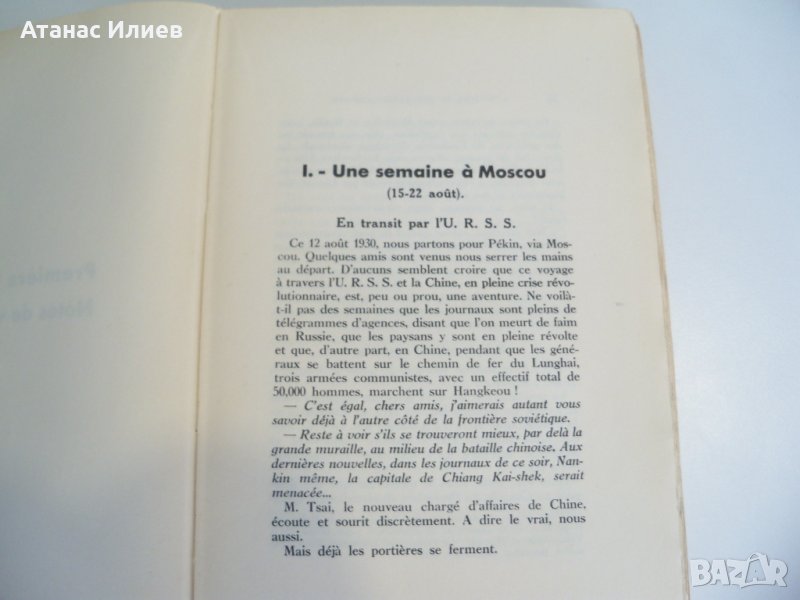 Атанас Илиев
I. - Une semaine à Moscou
(15-22 août).
En transit par l'U. R. S. S.
Ce 12 août 1930, nous partons pour Pékin, via Mos-
cou. Quelques amis sont venus nous serrer les mains
au départ. D'aucuns semblent croire que ce voyage
à travers l'U. R. S. S. et la Chine, en pleine crise révo-
lutionnaire, est, peu ou prou, une aventure. Ne voilà-
t-il pas des semaines que les journaux sont pleins de
télégrammes d'agences, disant que l'on meurt de faim
en Russie, que les paysans y sont en pleine révolte
et que, d'autre part, en Chine, pendant que les géné-
raux se battent sur le chemin de fer du Lunghai,
trois armées communistes, avec un effectif total de
50,000 hommes, marchent sur Hangkeou !
— C'est égal, chers amis, j'aimerais autant vous
savoir déjà à l'autre côté de la frontière soviétique.
— Reste à voir s'ils se trouveront mieux, par delà la
grande muraille, au milieu de la bataille chinoise. Aux
dernières nouvelles, dans les journaux de ce soir, Nan-
kin même, la capitale de Chiang Kai-shek, serait
menacée...
M. Tsai, le nouveau chargé d'affaires de Chine,
écoute et sourit discrètement. A dire le vrai, nous
aussi.
Mais déjà les portières se ferment.
BAZAR